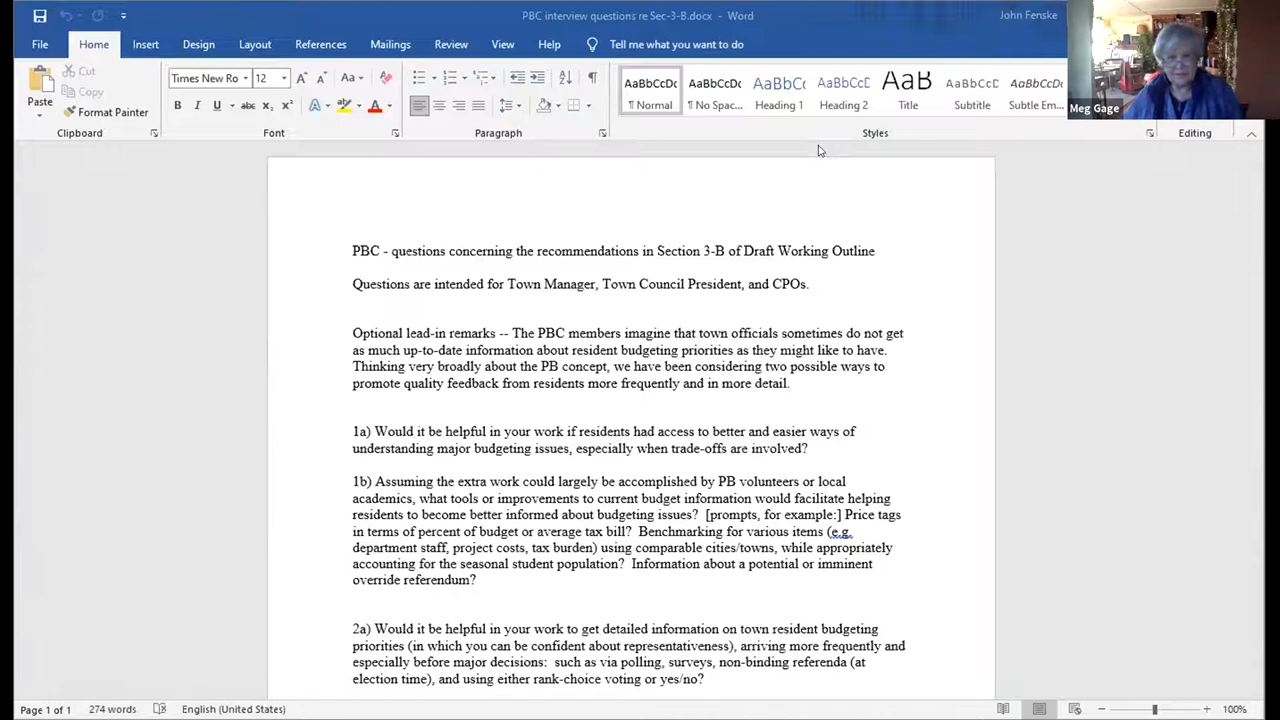 PBC interview questions re Sec-3-B.docx - Word
John Fenske
File Home Insert Design Layout References Mailings Review View Help Tell me what you want to do
Times New Ro 12
Cut
Copy
Format Painter
Paste
AaBbCcDc AaBbCcDc AaBbCc AaBbCcD AaB AaBbCcD AaBbCcD
¶ Normal ¶ No Spac... Heading 1 Heading 2 Title Subtitle Subtle Em...
Meg Gage
Clipboard Font Paragraph Styles Editing
PBC - questions concerning the recommendations in Section 3-B of Draft Working Outline
Questions are intended for Town Manager, Town Council President, and CPOs.
Optional lead-in remarks -- The PBC members imagine that town officials sometimes do not get
as much up-to-date information about resident budgeting priorities as they might like to have.
Thinking very broadly about the PB concept, we have been considering two possible ways to
promote quality feedback from residents more frequently and in more detail.
1a) Would it be helpful in your work if residents had access to better and easier ways of
understanding major budgeting issues, especially when trade-offs are involved?
1b) Assuming the extra work could largely be accomplished by PB volunteers or local
academics, what tools or improvements to current budget information would facilitate helping
residents to become better informed about budgeting issues? [prompts, for example:] Price tags
in terms of percent of budget or average tax bill? Benchmarking for various items (e.g.
department staff, project costs, tax burden) using comparable cities/towns, while appropriately
accounting for the seasonal student population? Information about a potential or imminent
override referendum?
2a) Would it be helpful in your work to get detailed information on town resident budgeting
priorities (in which you can be confident about representativeness), arriving more frequently and
especially before major decisions: such as via polling, surveys, non-binding referenda (at
election time), and using either rank-choice voting or yes/no?
Page 1 of 1 274 words English (United States) 100%